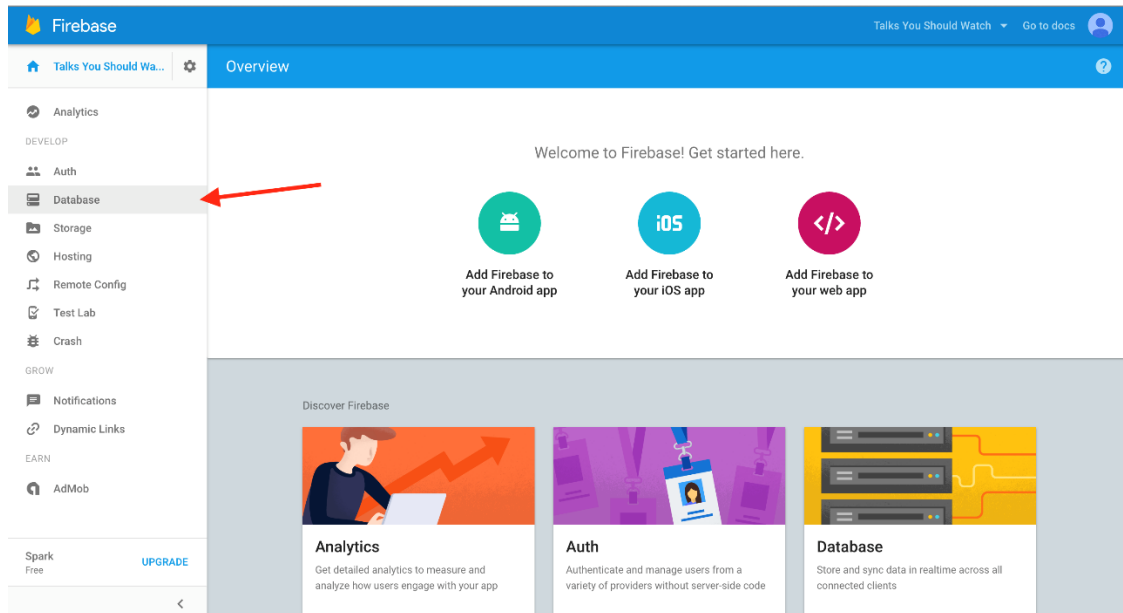 Firebase
Talks You Should Watch
Go to docs
Talks You Should Wa...
Overview
?
Analytics
DEVELOP
Auth
Database
Storage
Hosting
Remote Config
Test Lab
Crash
GROW
Notifications
Dynamic Links
EARN
AdMob
Spark
Free
UPGRADE
Welcome to Firebase! Get started here.
iOS
</>
Add Firebase to
your Android app
Add Firebase to
your iOS app
Add Firebase to
your web app
Discover Firebase
Analytics
Get detailed analytics to measure and
analyze how users engage with your app
Auth
Authenticate and manage users from a
variety of providers without server-side code
Database
Store and sync data in realtime across all
connected clients